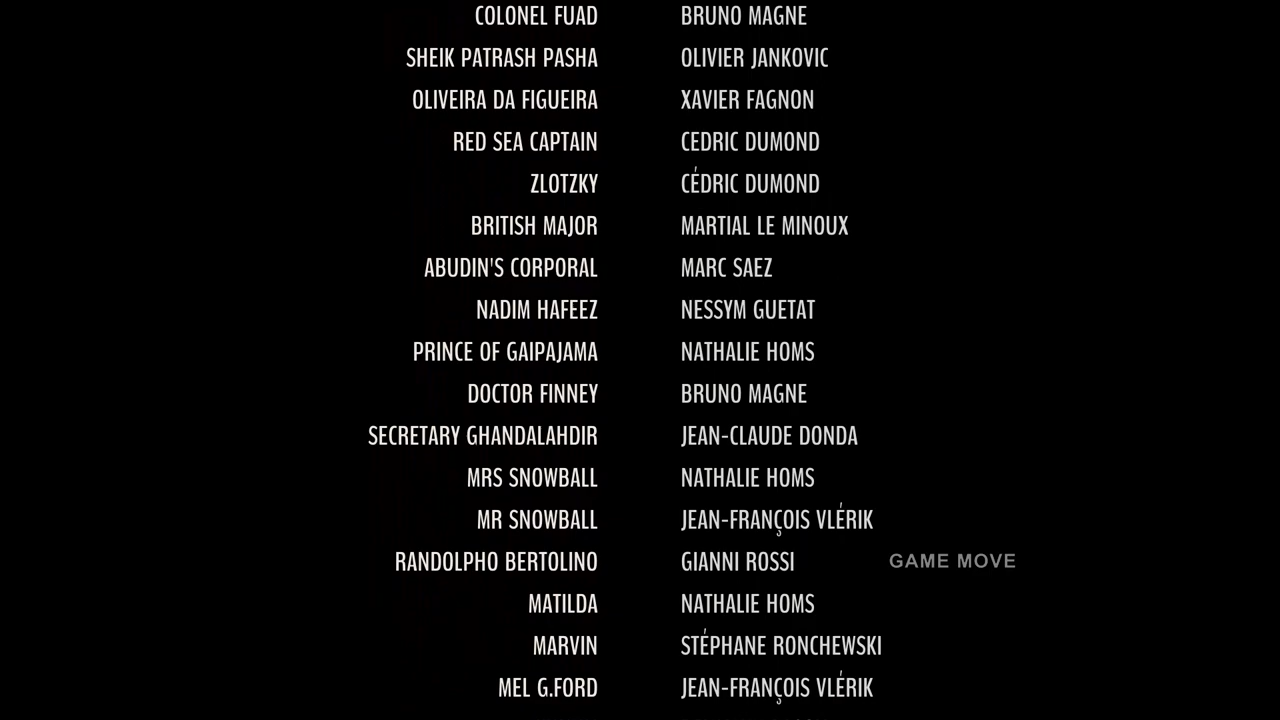 COLONEL FUAD BRUNO MAGNE
SHEIK PATRASH PASHA OLIVIER JANKOVIC
OLIVEIRA DA FIGUEIRA XAVIER FAGNON
RED SEA CAPTAIN CEDRIC DUMOND
ZLOTZKY CÉDRIC DUMOND
BRITISH MAJOR MARTIAL LE MINOUX
ABUDIN'S CORPORAL MARC SAEZ
NADIM HAFEEZ NESSYM GUETAT
PRINCE OF GAIPAJAMA NATHALIE HOMS
DOCTOR FINNEY BRUNO MAGNE
SECRETARY GHANDALAHDIR JEAN-CLAUDE DONDA
MRS SNOWBALL NATHALIE HOMS
MR SNOWBALL JEAN-FRANÇOIS VLÉRIK
RANDOLPHO BERTOLINO GIANNI ROSSI GAME MOVE
MATILDA NATHALIE HOMS
MARVIN STÉPHANE RONCHEWSKI
MEL G.FORD JEAN-FRANÇOIS VLÉRIK